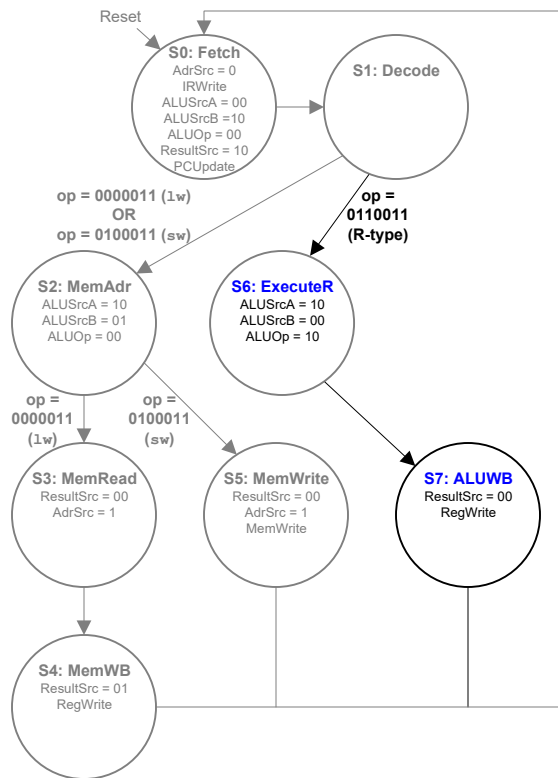 Reset
S0: Fetch
AdrSrc = 0
IRWrite
ALUSrcA = 00
ALUSrcB =10
ALUOp = 00
ResultSrc = 10
PCUpdate
S1: Decode
op = 0000011 (lw)
OR
op = 0100011 (sw)
op =
0110011
(R-type)
S2: MemAdr
ALUSrcA = 10
ALUSrcB = 01
ALUOp = 00
S6: ExecuteR
ALUSrcA = 10
ALUSrcB = 00
ALUOp = 10
op =
0000011
(lw)
op =
0100011
(sw)
S3: MemRead
ResultSrc = 00
AdrSrc = 1
S5: MemWrite
ResultSrc = 00
AdrSrc = 1
MemWrite
S7: ALUWB
ResultSrc = 00
RegWrite
S4: MemWB
ResultSrc = 01
RegWrite